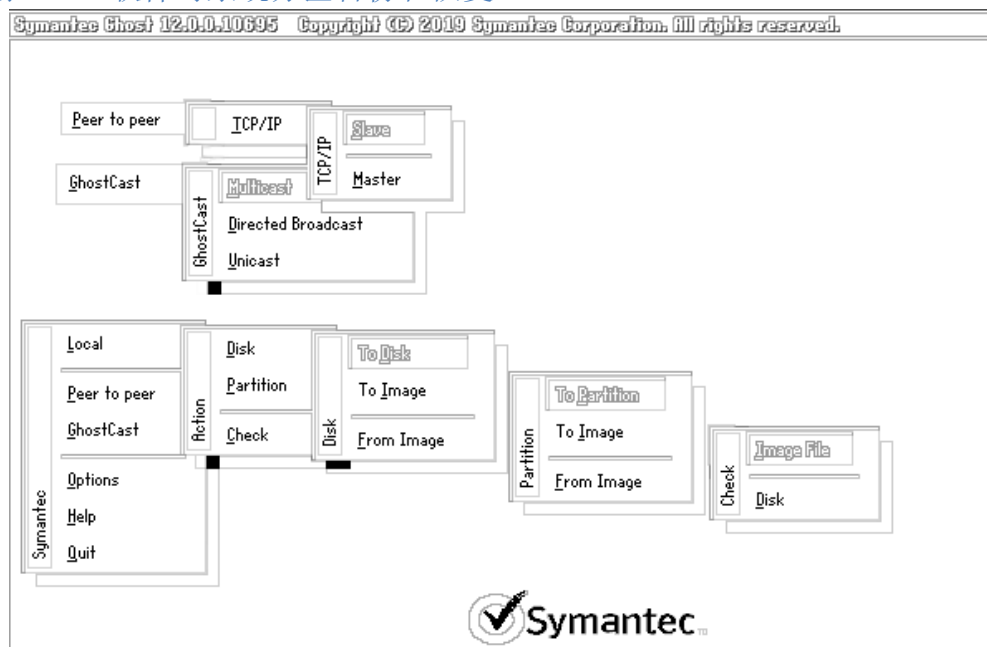 Symantec Ghost 12.0.0.10695 Copyright (C) 2019 Symantec Corporation. All rights reserved.
Peer to peer
TCP/IP
TCP/IP
Slave
Master
GhostCast
GhostCast
Multicast
Directed Broadcast
Unicast
Symantec
Local
Peer to peer
GhostCast
Options
Help
Quit
Action
Disk
Partition
Check
Disk
To Disk
To Image
From Image
Partition
To Partition
To Image
From Image
Check
Image File
Disk
Symantec